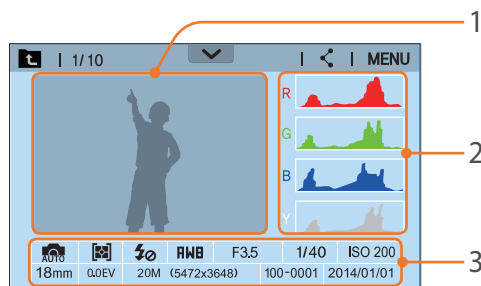 1
1/10 MENU
R
G 2
B
Y
AUTO AWB F3.5 1/40 ISO 200 3
18mm 0.0EV 20M (5472x3648) 100-0001 2014/01/01